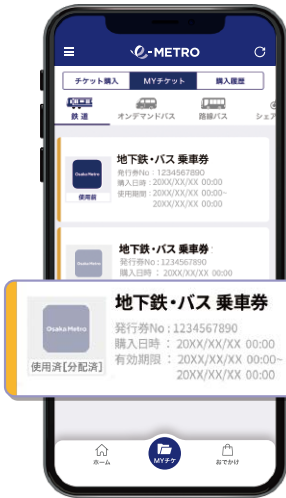 e-METRO
チケット購入 MYチケット 購入履歴
鉄道 オンデマンドバス 路線バス シェア
地下鉄・バス 乗車券
Osaka Metro
発行券No : 1234567890
購入日時 : 20XX/XX/XX 00:00
使用前
使用期間 : 20XX/XX/XX 00:00~
20XX/XX/XX 00:00
地下鉄・バス 乗車券
発行券No : 1234567890
購入日時 : 20XX/XX/XX 00:00
地下鉄・バス 乗車券
Osaka Metro
発行券No : 1234567890
購入日時 : 20XX/XX/XX 00:00
使用済[分配済]
有効期限 : 20XX/XX/XX 00:00~
20XX/XX/XX 00:00
ホーム MYチケ おでかけ